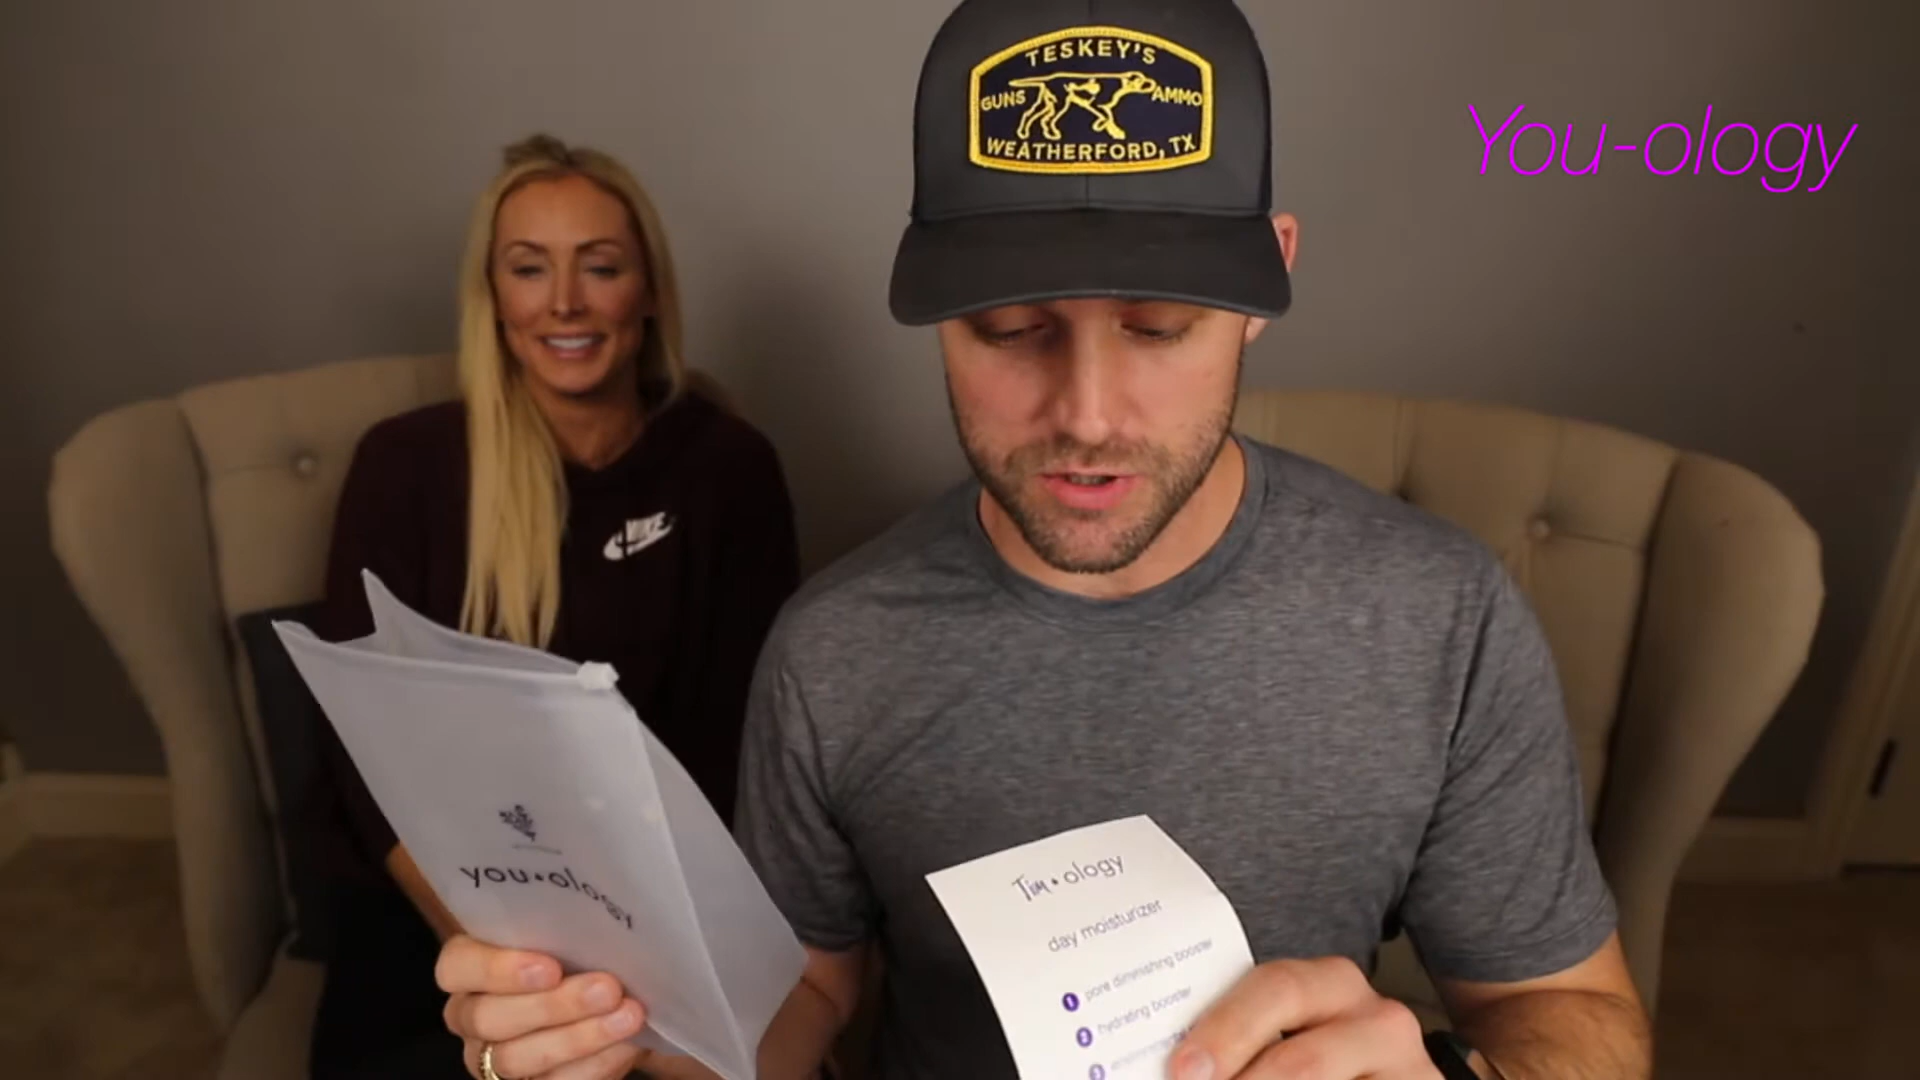 TESKEY'S
GUNS AMMO
WEATHERFORD, TX
You-ology
NIKE
you•ology
Tim•ology
day moisturizer
1 pore diminishing booster
2 hydrating booster
3